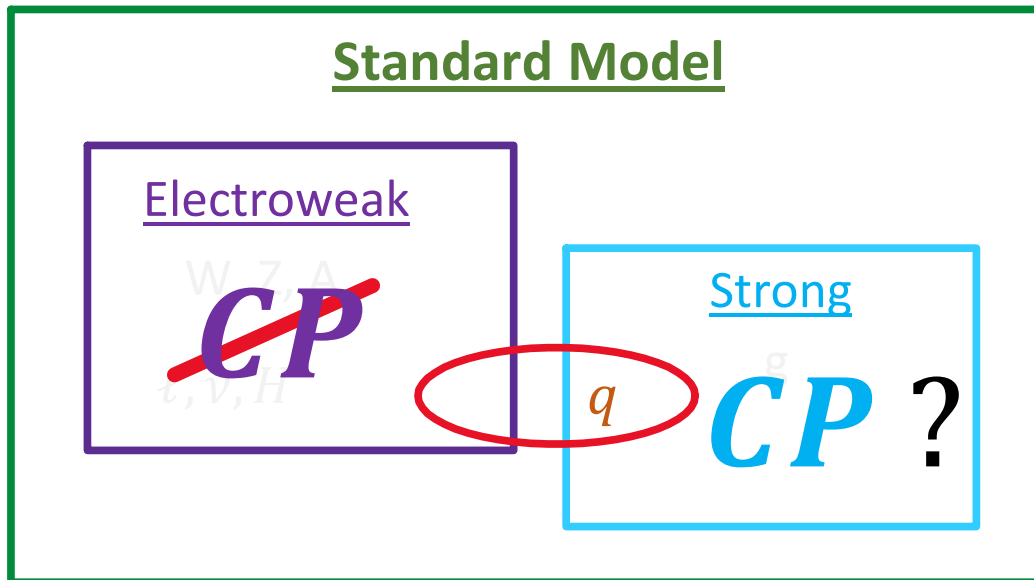 Standard Model
Electroweak
W, Z, A
CP
ℓ, ν, H
Strong
g
q
CP ?